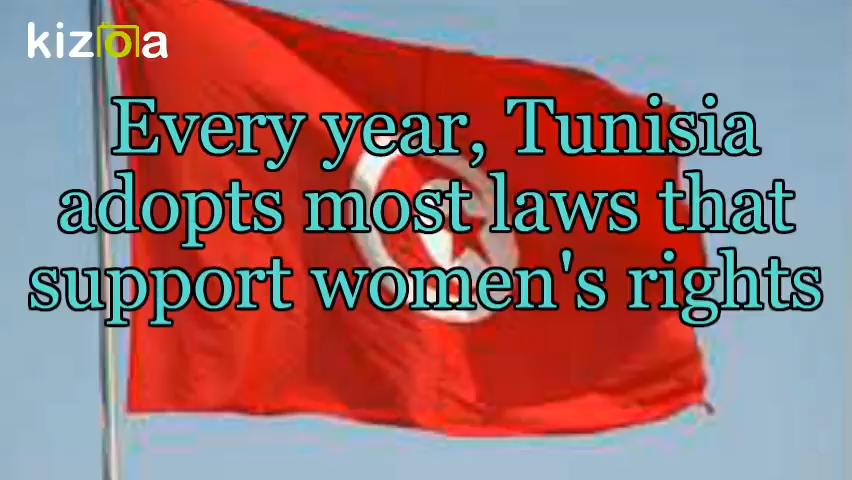 kizoa
Every year, Tunisia
adopts most laws that
support women's rights